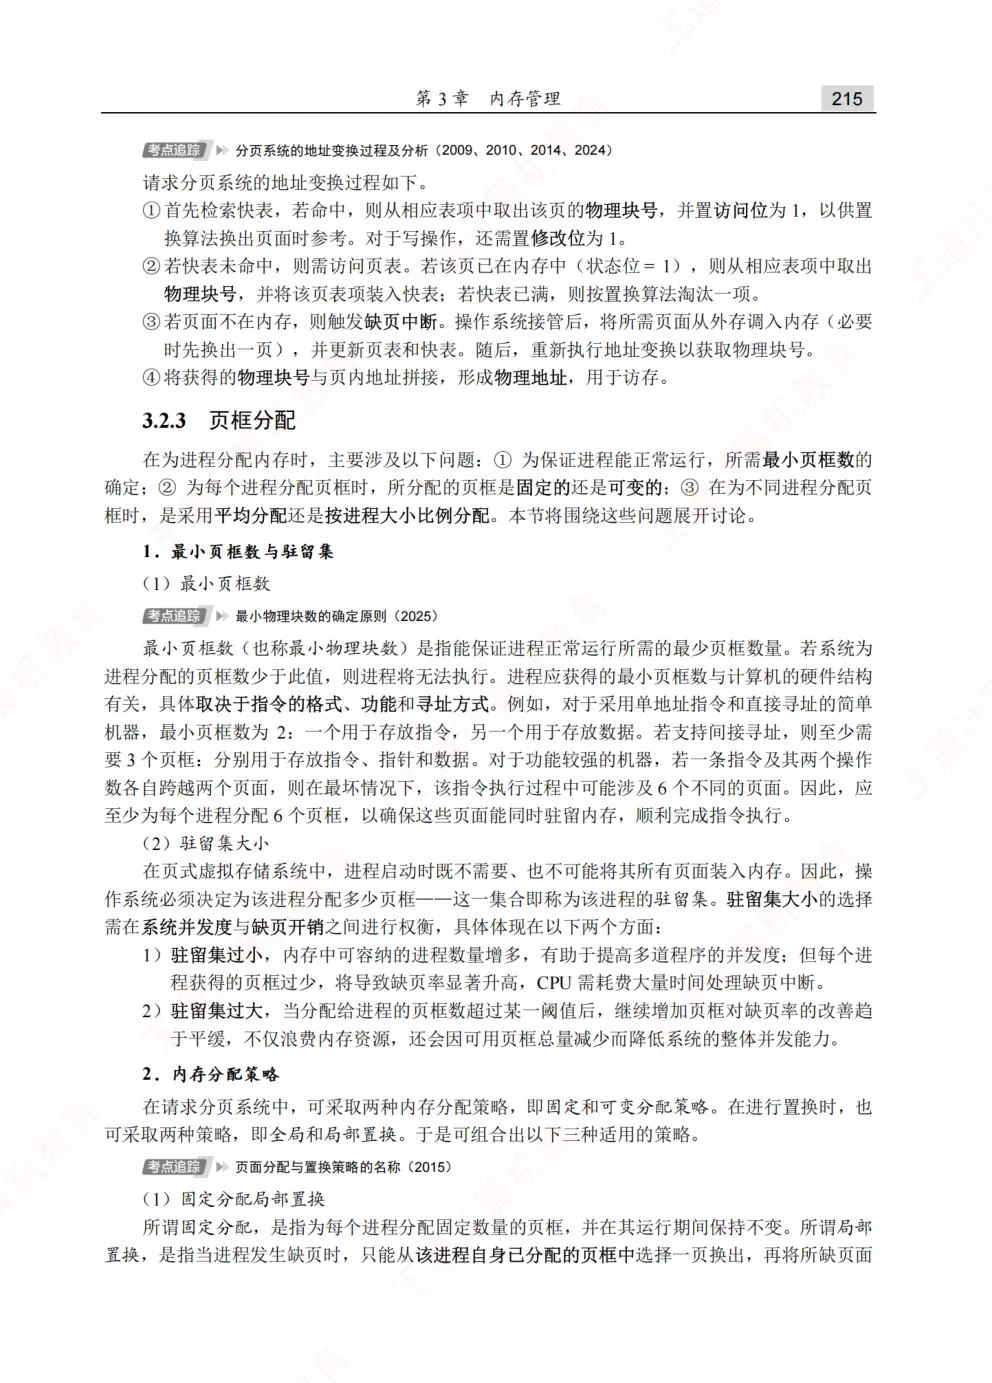 第 3 章 内存管理 215
考点追踪 分页系统的地址变换过程及分析（2009、2010、2014、2024）
请求分页系统的地址变换过程如下。
①首先检索快表，若命中，则从相应表项中取出该页的物理块号，并置访问位为 1，以供置
换算法换出页面时参考。对于写操作，还需置修改位为 1。
②若快表未命中，则需访问页表。若该页已在内存中（状态位 = 1），则从相应表项中取出
物理块号，并将该页表项装入快表；若快表已满，则按置换算法淘汰一项。
③若页面不在内存，则触发缺页中断。操作系统接管后，将所需页面从外存调入内存（必要
时先换出一页），并更新页表和快表。随后，重新执行地址变换以获取物理块号。
④将获得的物理块号与页内地址拼接，形成物理地址，用于访存。
3.2.3 页框分配
在为进程分配内存时，主要涉及以下问题：① 为保证进程能正常运行，所需最小页框数的
确定；② 为每个进程分配页框时，所分配的页框是固定的还是可变的；③ 在为不同进程分配页
框时，是采用平均分配还是按进程大小比例分配。本节将围绕这些问题展开讨论。
1．最小页框数与驻留集
（1）最小页框数
考点追踪 最小物理块数的确定原则（2025）
最小页框数（也称最小物理块数）是指能保证进程正常运行所需的最少页框数量。若系统为
进程分配的页框数少于此值，则进程将无法执行。进程应获得的最小页框数与计算机的硬件结构
有关，具体取决于指令的格式、功能和寻址方式。例如，对于采用单地址指令和直接寻址的简单
机器，最小页框数为 2：一个用于存放指令，另一个用于存放数据。若支持间接寻址，则至少需
要 3 个页框：分别用于存放指令、指针和数据。对于功能较强的机器，若一条指令及其两个操作
数各自跨越两个页面，则在最坏情况下，该指令执行过程中可能涉及 6 个不同的页面。因此，应
至少为每个进程分配 6 个页框，以确保这些页面能同时驻留内存，顺利完成指令执行。
（2）驻留集大小
在页式虚拟存储系统中，进程启动时既不需要、也不可能将其所有页面装入内存。因此，操
作系统必须决定为该进程分配多少页框——这一集合即称为该进程的驻留集。驻留集大小的选择
需在系统并发度与缺页开销之间进行权衡，具体体现在以下两个方面：
1）驻留集过小，内存中可容纳的进程数量增多，有助于提高多道程序的并发度；但每个进
程获得的页框过少，将导致缺页率显著升高，CPU 需耗费大量时间处理缺页中断。
2）驻留集过大，当分配给进程的页框数超过某一阈值后，继续增加页框对缺页率的改善趋
于平缓，不仅浪费内存资源，还会因可用页框总量减少而降低系统的整体并发能力。
2．内存分配策略
在请求分页系统中，可采取两种内存分配策略，即固定和可变分配策略。在进行置换时，也
可采取两种策略，即全局和局部置换。于是可组合出以下三种适用的策略。
考点追踪 页面分配与置换策略的名称（2015）
（1）固定分配局部置换
所谓固定分配，是指为每个进程分配固定数量的页框，并在其运行期间保持不变。所谓局部
置换，是指当进程发生缺页时，只能从该进程自身已分配的页框中选择一页换出，再将所缺页面